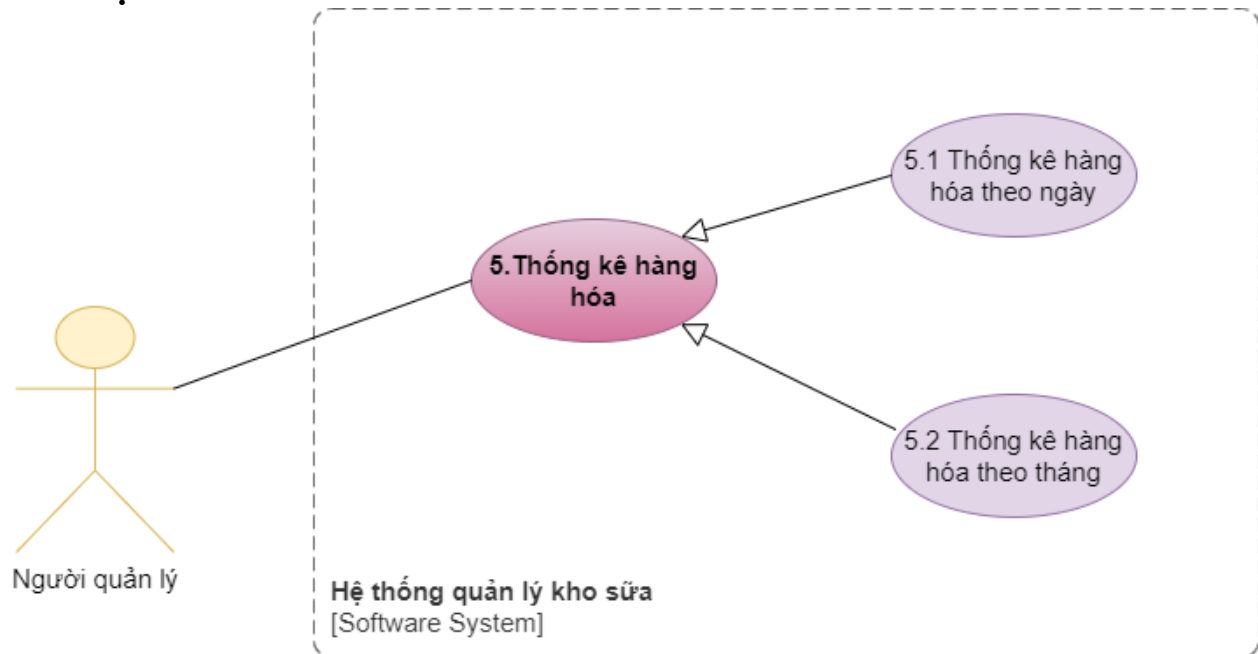 5.1 Thống kê hàng
hóa theo ngày
5.Thống kê hàng
hóa
5.2 Thống kê hàng
hóa theo tháng
Người quản lý
Hệ thống quản lý kho sữa
[Software System]